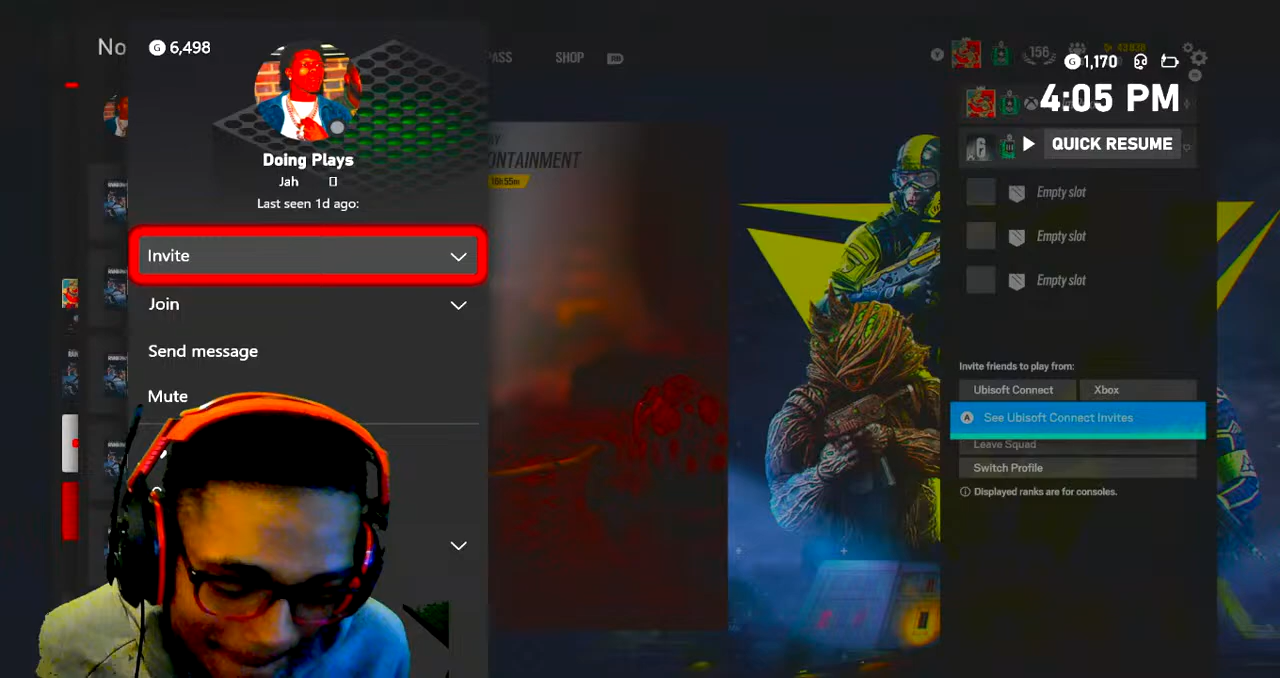 No
6,498
Doing Plays
Jah
Last seen 1d ago:
Invite
Join
Send message
Mute
PASS
SHOP
ONTAINMENT
16h55m
Y
156
43830
1,170
4:05 PM
QUICK RESUME
Empty slot
Empty slot
Empty slot
Invite friends to play from:
Ubisoft Connect
Xbox
A See Ubisoft Connect Invites
Leave Squad
Switch Profile
Displayed ranks are for consoles.